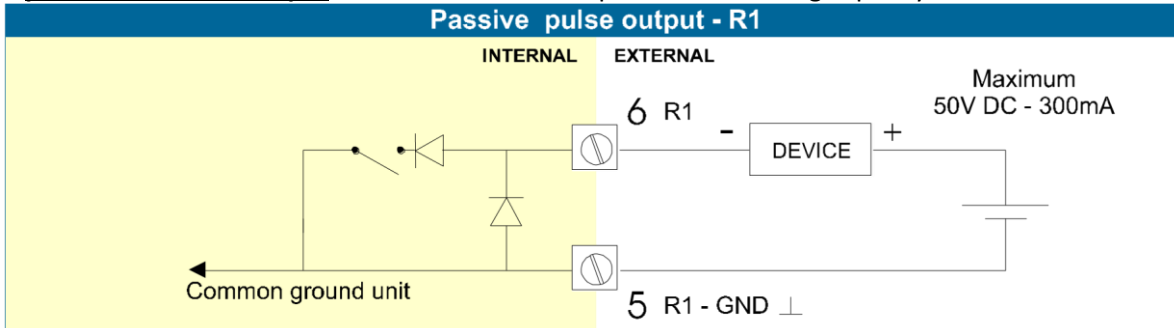 Passive pulse output - R1
INTERNAL
EXTERNAL
Maximum
50V DC - 300mA
6 R1
-
DEVICE
+
Common ground unit
5 R1 - GND ⊥